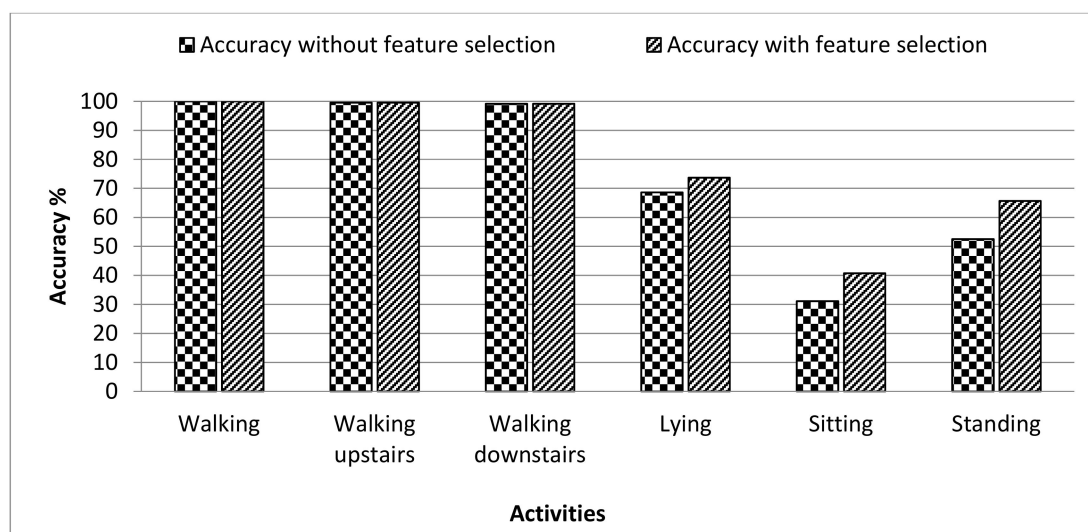 Accuracy without feature selection
Accuracy with feature selection
Accuracy %
100
90
80
70
60
50
40
30
20
10
0
Walking
Walking upstairs
Walking downstairs
Lying
Sitting
Standing
Activities